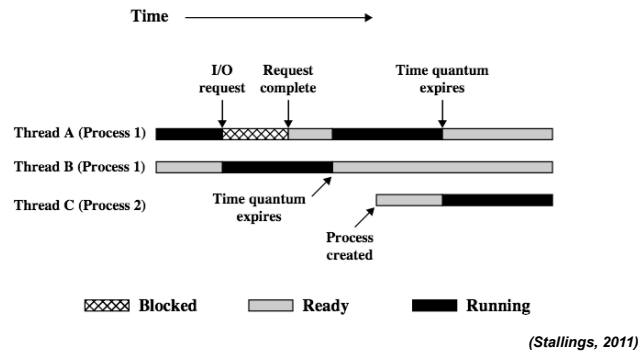 Time
I/O
request
Request
complete
Time quantum
expires
Thread A (Process 1)
Thread B (Process 1)
Time quantum
expires
Thread C (Process 2)
Process
created
Blocked
Ready
Running
(Stallings, 2011)